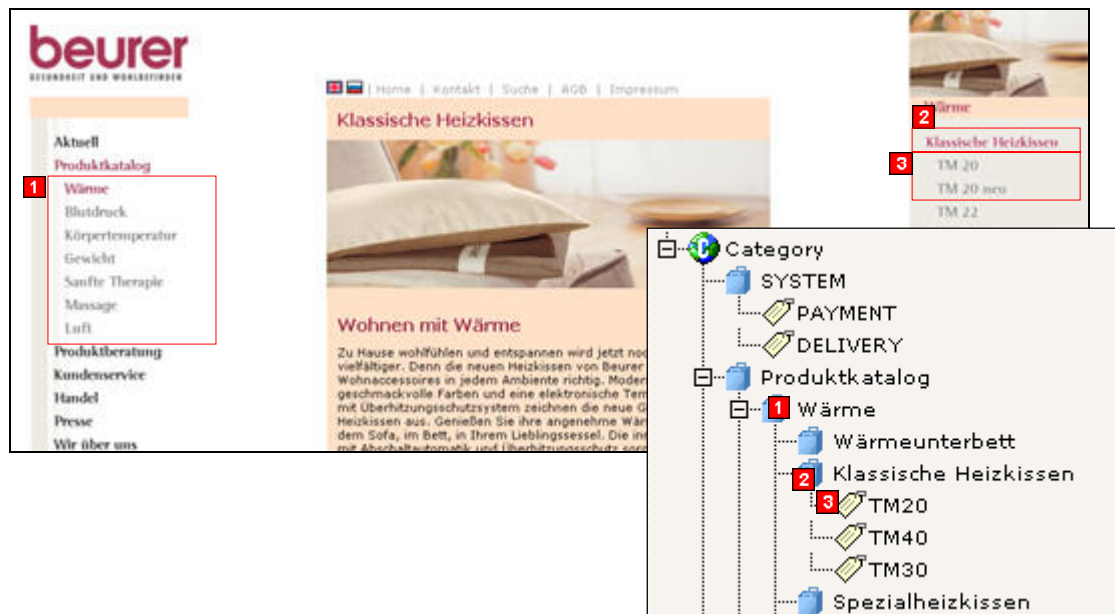 beurer
GESUNDHEIT UND WOHLBEFINDEN
| Home | Kontakt | Suche | AGB | Impressum
Klassische Heizkissen
Aktuell
Produktkatalog
1
Wärme
Blutdruck
Körpertemperatur
Gewicht
Sanfte Therapie
Massage
Luft
Produktberatung
Kundenservice
Handel
Presse
Wir über uns
Wohnen mit Wärme
Zu Hause wohlfühlen und entspannen wird jetzt noc
vielfältiger. Denn die neuen Heizkissen von Beurer
Wohnaccessoires in jedem Ambiente richtig. Moder
geschmackvolle Farben und eine elektronische Tem
mit Überhitzungsschutzsystem zeichnen die neue G
Heizkissen aus. Genießen Sie ihre angenehme Wär
dem Sofa, im Bett, in Ihrem Lieblingssessel. Die in
mit Abschaltautomatik und Überhitzungsschutz sor
Wärme
2
Klassische Heizkissen
3
TM 20
TM 20 neu
TM 22
Category
SYSTEM
PAYMENT
DELIVERY
Produktkatalog
1 Wärme
Wärmeunterbett
2 Klassische Heizkissen
3 TM20
TM40
TM30
Spezialheizkissen